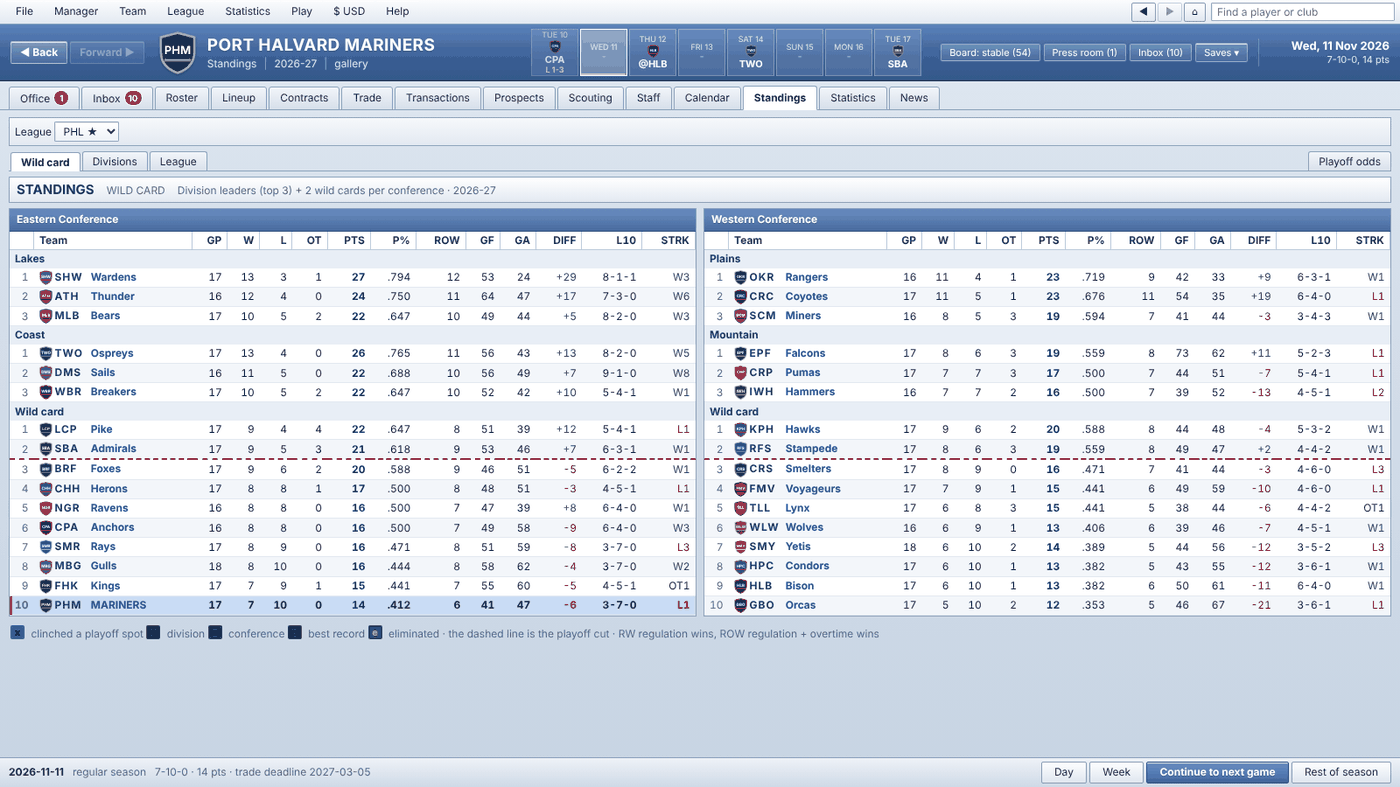 File Manager Team League Statistics Play $ USD Help ◀ ▶ ⌂ Find a player or club
◀ Back Forward ▶ PHM PORT HALVARD MARINERS
Standings | 2026-27 | gallery
TUE 10 CPA L 1-3
WED 11 -
THU 12 @HLB
FRI 13 -
SAT 14 TWO
SUN 15 -
MON 16 -
TUE 17 SBA
Board: stable (54) Press room (1) Inbox (10) Saves ▾
Wed, 11 Nov 2026
7-10-0, 14 pts
Office 1 Inbox 10 Roster Lineup Contracts Trade Transactions Prospects Scouting Staff Calendar Standings Statistics News
League PHL ★
Wild card Divisions League Playoff odds
STANDINGS WILD CARD Division leaders (top 3) + 2 wild cards per conference · 2026-27
Eastern Conference
Team GP W L OT PTS P% ROW GF GA DIFF L10 STRK
Lakes
1 SHW Wardens 17 13 3 1 27 .794 12 53 24 +29 8-1-1 W3
2 ATH Thunder 16 12 4 0 24 .750 11 64 47 +17 7-3-0 W6
3 MLB Bears 17 10 5 2 22 .647 10 49 44 +5 8-2-0 W3
Coast
1 TWO Ospreys 17 13 4 0 26 .765 11 56 43 +13 8-2-0 W5
2 DMS Sails 16 11 5 0 22 .688 10 56 49 +7 9-1-0 W8
3 WBR Breakers 17 10 5 2 22 .647 10 52 42 +10 5-4-1 W1
Wild card
1 LCP Pike 17 9 4 4 22 .647 8 51 39 +12 5-4-1 L1
2 SBA Admirals 17 9 5 3 21 .618 9 53 46 +7 6-3-1 W1
3 BRF Foxes 17 9 6 2 20 .588 9 46 51 -5 6-2-2 W1
4 CHH Herons 17 8 8 1 17 .500 8 48 51 -3 4-5-1 L1
5 NGR Ravens 16 8 8 0 16 .500 7 47 39 +8 6-4-0 W1
6 CPA Anchors 16 8 8 0 16 .500 7 49 58 -9 6-4-0 W3
7 SMR Rays 17 8 9 0 16 .471 8 51 59 -8 3-7-0 L3
8 MBG Gulls 18 8 10 0 16 .444 8 58 62 -4 3-7-0 W2
9 FHK Kings 17 7 9 1 15 .441 7 55 60 -5 4-5-1 OT1
10 PHM MARINERS 17 7 10 0 14 .412 6 41 47 -6 3-7-0 L1
Western Conference
Team GP W L OT PTS P% ROW GF GA DIFF L10 STRK
Plains
1 OKR Rangers 16 11 4 1 23 .719 9 42 33 +9 6-3-1 W1
2 CRC Coyotes 17 11 5 1 23 .676 11 54 35 +19 6-4-0 L1
3 SCM Miners 16 8 5 3 19 .594 7 41 44 -3 3-4-3 W1
Mountain
1 EPF Falcons 17 8 6 3 19 .559 8 73 62 +11 5-2-3 L1
2 CRP Pumas 17 7 7 3 17 .500 7 44 51 -7 5-4-1 L1
3 IWH Hammers 16 7 7 2 16 .500 7 39 52 -13 4-5-1 L2
Wild card
1 KPH Hawks 17 9 6 2 20 .588 8 44 48 -4 5-3-2 W1
2 RFS Stampede 17 8 6 3 19 .559 8 49 47 +2 4-4-2 W1
3 CRS Smelters 17 8 9 0 16 .471 7 41 44 -3 4-6-0 L3
4 FMV Voyageurs 17 7 9 1 15 .441 6 49 59 -10 4-6-0 L1
5 TLL Lynx 17 6 8 3 15 .441 5 38 44 -6 4-4-2 OT1
6 WLW Wolves 16 6 9 1 13 .406 6 39 46 -7 4-5-1 W1
7 SMY Yetis 18 6 10 2 14 .389 5 44 56 -12 3-5-2 L3
8 HPC Condors 17 6 10 1 13 .382 5 43 55 -12 3-6-1 W1
9 HLB Bison 17 6 10 1 13 .382 6 50 61 -11 6-4-0 W1
10 GBO Orcas 17 5 10 2 12 .353 5 46 67 -21 3-6-1 L1
x clinched a playoff spot division conference best record e eliminated · the dashed line is the playoff cut · RW regulation wins, ROW regulation + overtime wins
2026-11-11 regular season 7-10-0 · 14 pts · trade deadline 2027-03-05 Day Week Continue to next game Rest of season